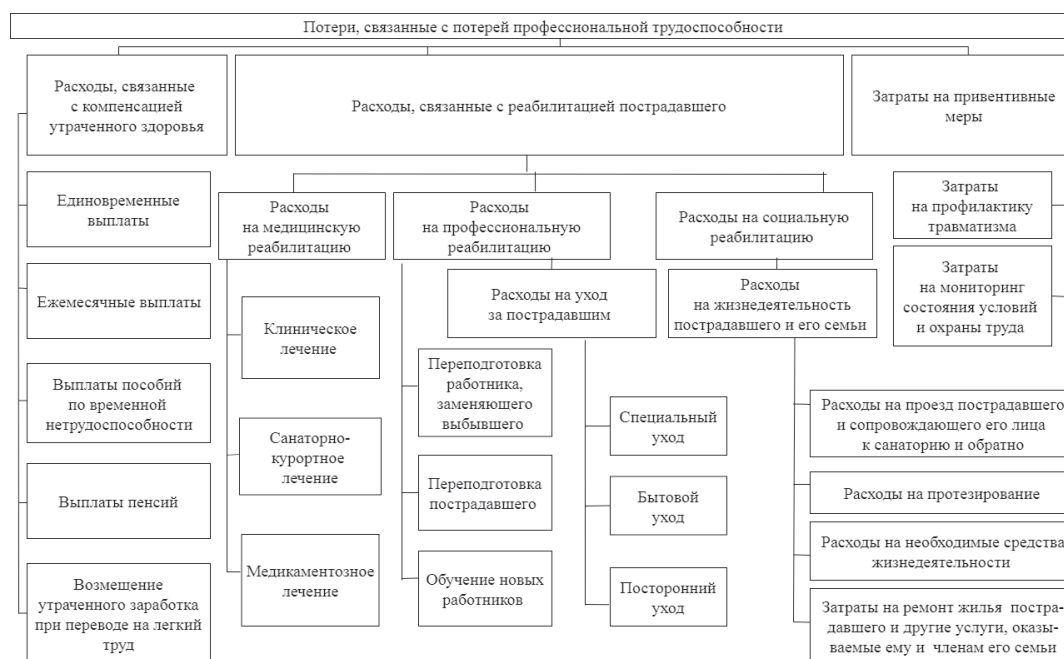 Потери, связанные с потерей профессиональной трудоспособности
Расходы, связанные
с компенсацией
утраченного здоровья
Расходы, связанные с реабилитацией пострадавшего
Затраты на привентивные
меры
Единовременные
выплаты
Расходы
на медицинскую
реабилитацию
Расходы
на профессиональную
реабилитацию
Расходы на социальную
реабилитацию
Затраты
на профилактику
травматизма
Ежемесячные выплаты
Клиническое
лечение
Расходы на уход
за пострадавшим
Расходы
на жизнедеятельность
пострадавшего и его семьи
Затраты
на мониторинг
состояния условий
и охраны труда
Выплаты пособий
по временной
нетрудоспособности
Санаторно-
курортное
лечение
Переподготовка
работника,
заменяющего
выбывшего
Специальный
уход
Расходы на проезд пострадавшего
и сопровождающего его лица
к санаторию и обратно
Выплаты пенсий
Переподготовка
пострадавшего
Бытовой
уход
Расходы на протезирование
Расходы на необходимые средства
жизнедеятельности
Возмещение
утраченного заработка
при переводе на легкий
труд
Медикаментозное
лечение
Обучение новых
работников
Посторонний
уход
Затраты на ремонт жилья постра-
давшего и другие услуги, оказы-
ваемые ему и членам его семьи